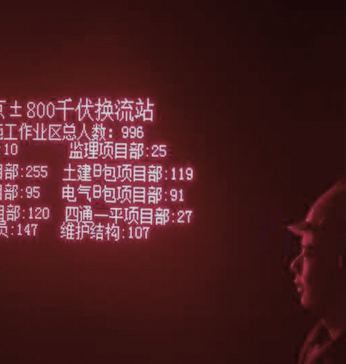 ±800千伏换流站
工作业区总人数：996
:10 监理项目部:25
部:255 土建B包项目部:119
部:95 电气B包项目部:91
部:120 四通一平项目部:27
:147 维护结构:107